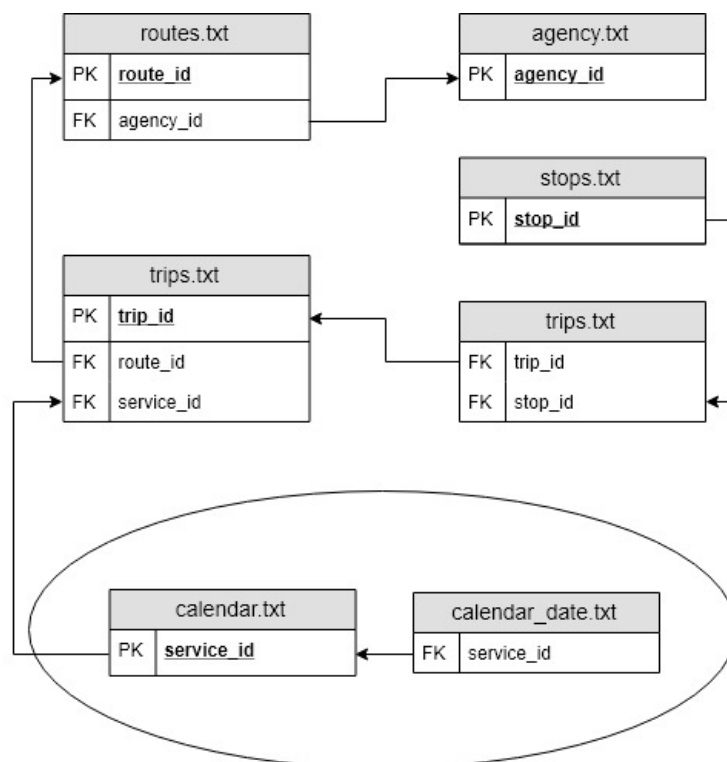 routes.txt
PK route_id
FK agency_id
agency.txt
PK agency_id
stops.txt
PK stop_id
trips.txt
PK trip_id
FK route_id
FK service_id
trips.txt
FK trip_id
FK stop_id
calendar.txt
PK service_id
calendar_date.txt
FK service_id